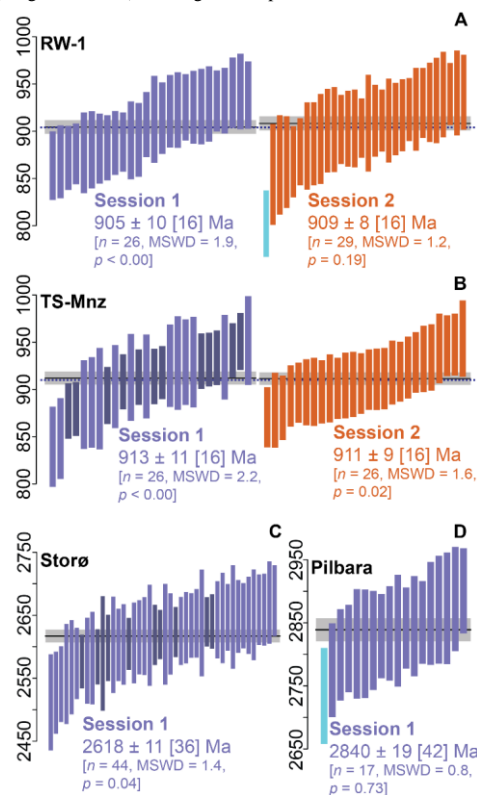 A
RW-1
1000
950
900
850
800
Session 1
905 ± 10 [16] Ma
[n = 26, MSWD = 1.9,
p < 0.00]
Session 2
909 ± 8 [16] Ma
[n = 29, MSWD = 1.2,
p = 0.19]
B
TS-Mnz
1000
950
900
850
800
Session 1
913 ± 11 [16] Ma
[n = 26, MSWD = 2.2,
p < 0.00]
Session 2
911 ± 9 [16] Ma
[n = 26, MSWD = 1.6,
p = 0.02]
C
Storø
2750
2650
2550
2450
Session 1
2618 ± 11 [36] Ma
[n = 44, MSWD = 1.4,
p = 0.04]
D
Pilbara
2950
2850
2750
2650
Session 1
2840 ± 19 [42] Ma
[n = 17, MSWD = 0.8,
p = 0.73]